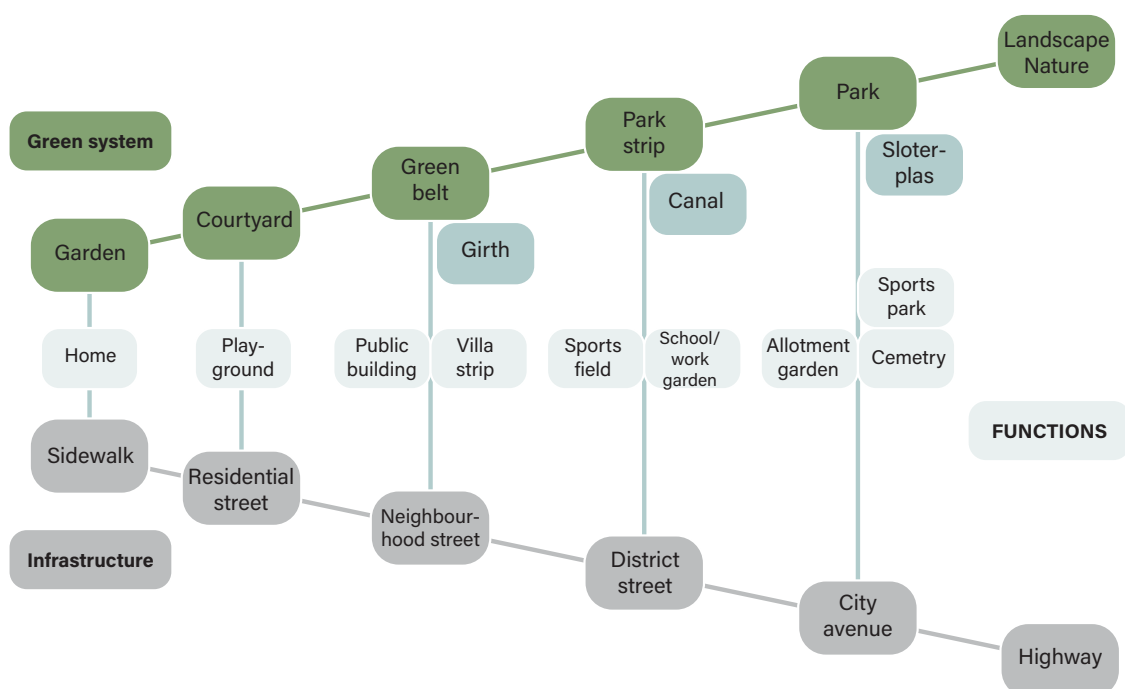 Landscape
Nature
Park
Park
strip
Green system
Sloter-
plas
Green
belt
Canal
Courtyard
Girth
Garden
Sports
park
Home
Play-
ground
Public
building
Villa
strip
Sports
field
School/
work
garden
Allotment
garden
Cemetry
FUNCTIONS
Sidewalk
Residential
street
Neighbour-
hood street
Infrastructure
District
street
City
avenue
Highway